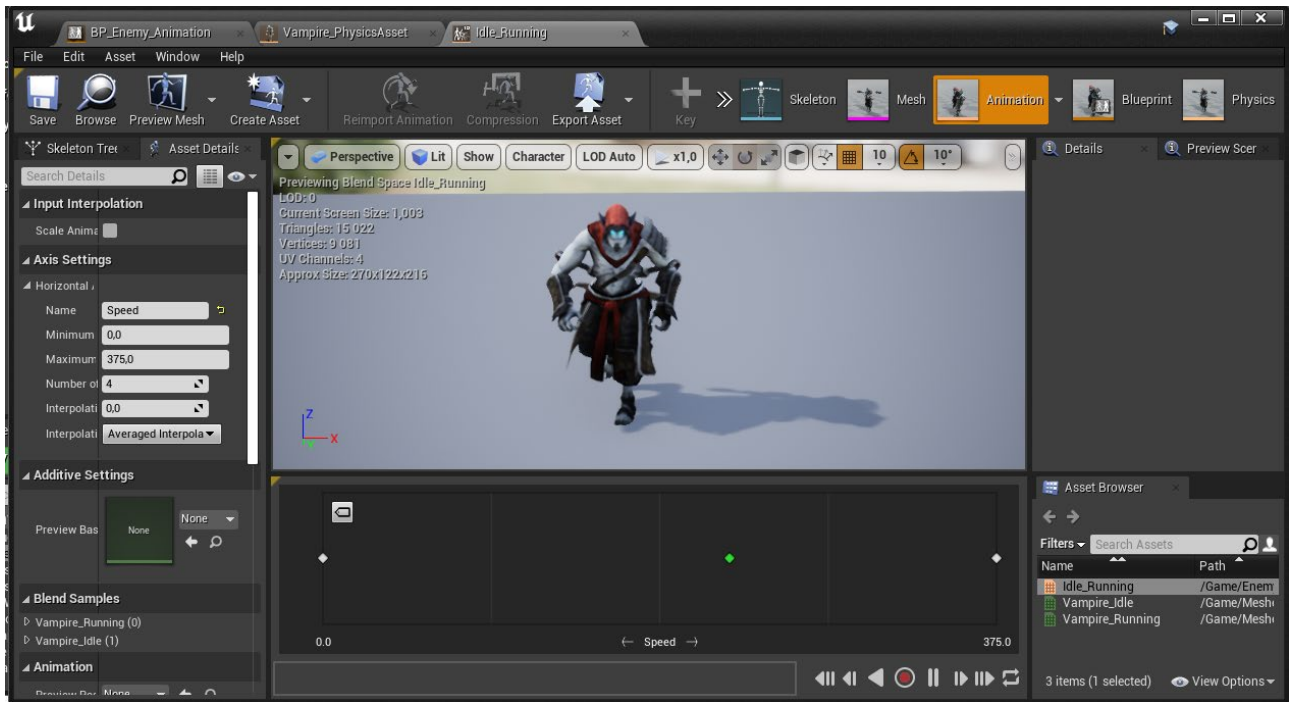 BP_Enemy_Animation Vampire_PhysicsAsset Idle_Running
File Edit Asset Window Help
Save Browse Preview Mesh Create Asset Reimport Animation Compression Export Asset Key Skeleton Mesh Animation Blueprint Physics
Skeleton Tree Asset Details
Search Details
Input Interpolation
Scale Anima
Axis Settings
Horizontal
Name Speed
Minimum 0,0
Maximum 375,0
Number of 4
Interpolati 0,0
Interpolati Averaged Interpola
Additive Settings
Preview Bas None None
Blend Samples
Vampire_Running (0)
Vampire_Idle (1)
Animation
None
Perspective Lit Show Character LOD Auto x1,0 10 10°
Previewing Blend Space Idle_Running
LOD: 0
Current Screen Size: 1,003
Triangles: 15 022
Vertices: 9 081
UV Channels: 4
Approx Size: 270x122x216
Z
X
0.0 ← Speed → 375.0
Details Preview Scer
Asset Browser
Filters Search Assets
Name Path
Idle_Running /Game/Enem
Vampire_Idle /Game/Mesh
Vampire_Running /Game/Mesh
3 items (1 selected) View Options